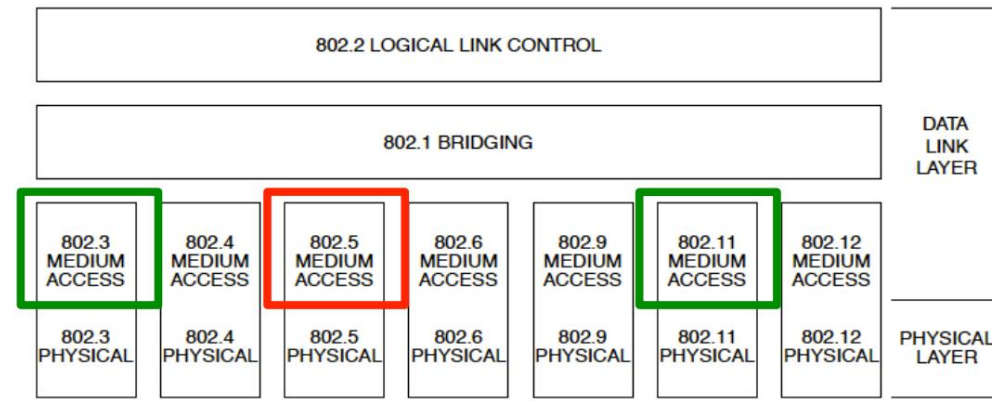 802.2 LOGICAL LINK CONTROL
802.1 BRIDGING
DATA
LINK
LAYER
802.3
MEDIUM
ACCESS
802.4
MEDIUM
ACCESS
802.5
MEDIUM
ACCESS
802.6
MEDIUM
ACCESS
802.9
MEDIUM
ACCESS
802.11
MEDIUM
ACCESS
802.12
MEDIUM
ACCESS
802.3
PHYSICAL
802.4
PHYSICAL
802.5
PHYSICAL
802.6
PHYSICAL
802.9
PHYSICAL
802.11
PHYSICAL
802.12
PHYSICAL
PHYSICAL
LAYER